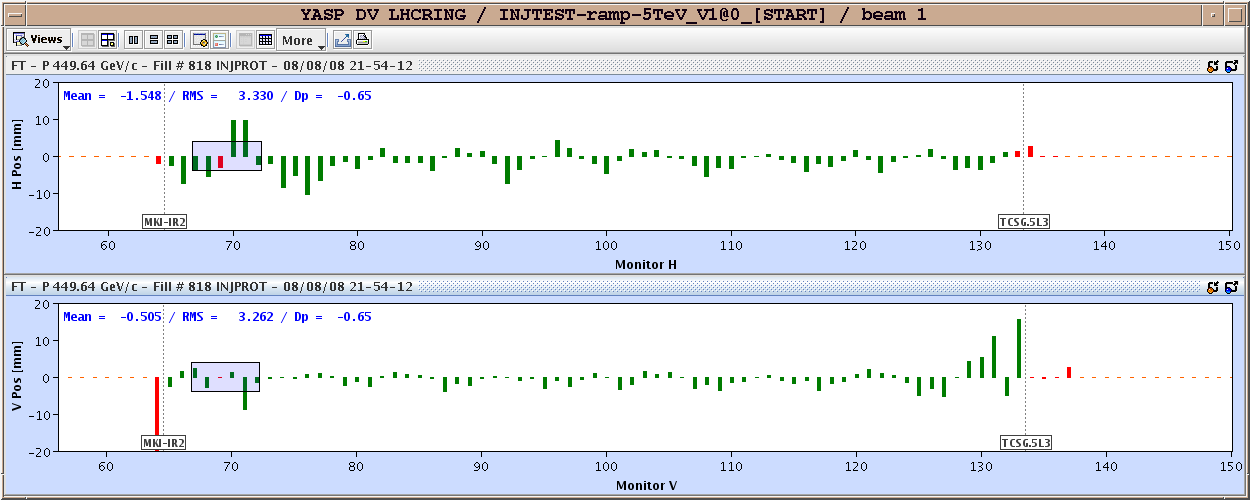 YASP DV LHCRING / INJTEST-ramp-5TeV_V1@0_[START] / beam 1
Views More
FT - P 449.64 GeV/c - Fill # 818 INJPROT - 08/08/08 21-54-12
Mean = -1.548 / RMS = 3.330 / Dp = -0.65
H Pos [mm]
20
10
0
-10
-20
MKI-IR2 TCSG.5L3
60 70 80 90 100 110 120 130 140 150
Monitor H
FT - P 449.64 GeV/c - Fill # 818 INJPROT - 08/08/08 21-54-12
Mean = -0.505 / RMS = 3.262 / Dp = -0.65
V Pos [mm]
20
10
0
-10
-20
MKI-IR2 TCSG.5L3
60 70 80 90 100 110 120 130 140 150
Monitor V